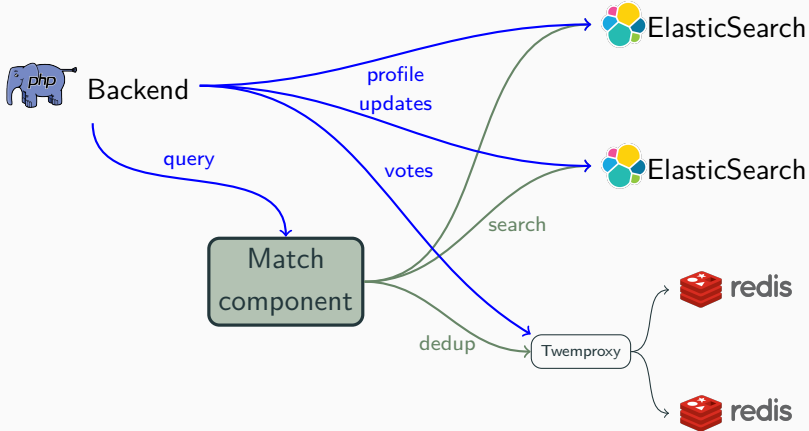 ElasticSearch
php
Backend
profile
updates
query
votes
ElasticSearch
search
Match
component
redis
dedup
Twemproxy
redis